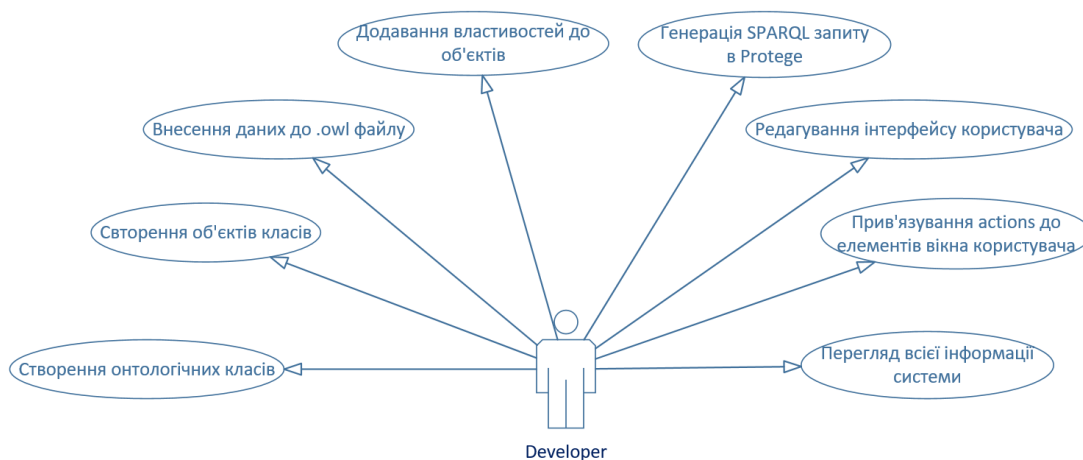 Додавання властивостей до
об'єктів
Генерація SPARQL запиту
в Protege
Внесення даних до .owl файлу
Редагування інтерфейсу користувача
Свторення об'єктів класів
Прив'язування actions до
елементів вікна користувача
Створення онтологічних класів
Перегляд всієї інформації
системи
Developer